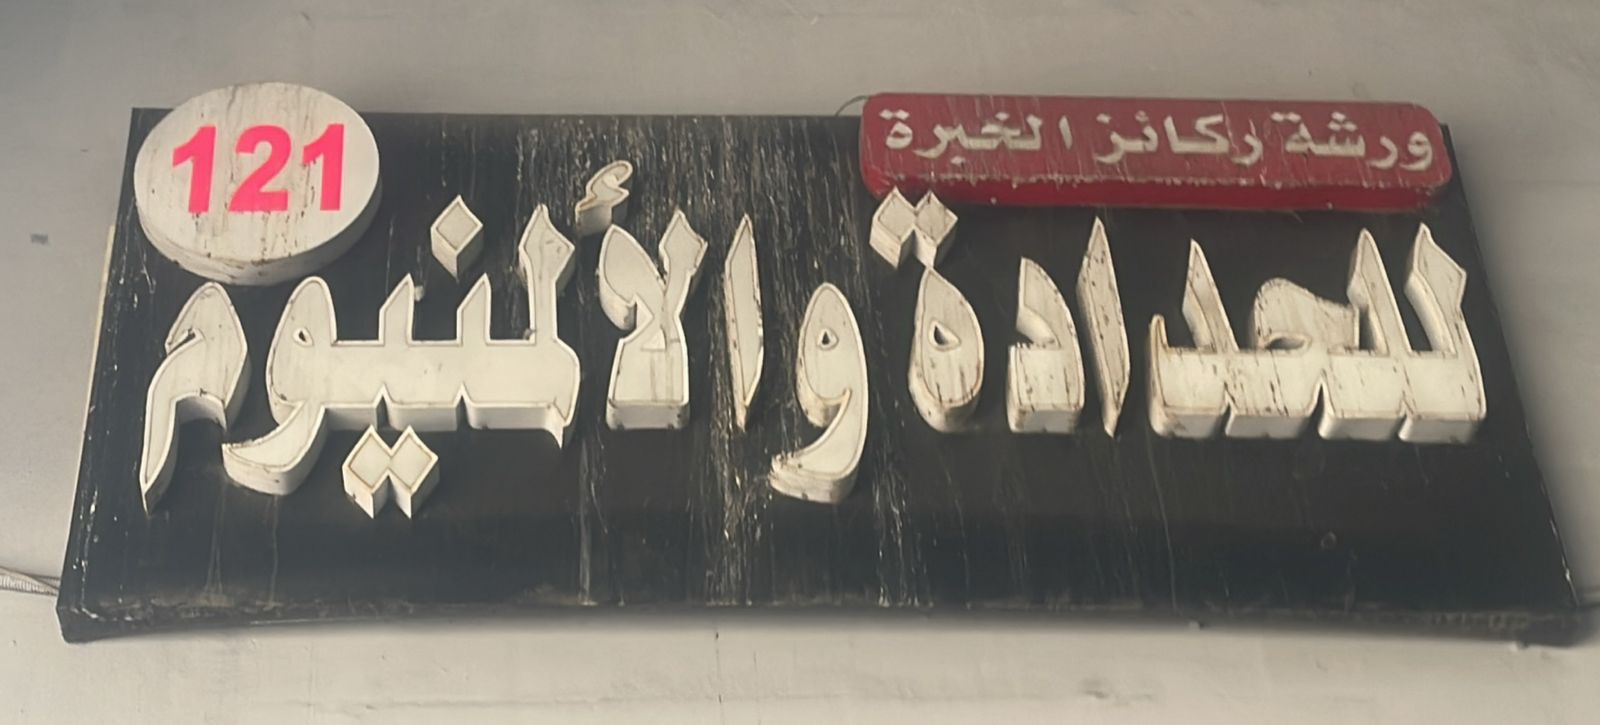 ورشة ركائز الخبرة
121
للحدادة والألمنيوم